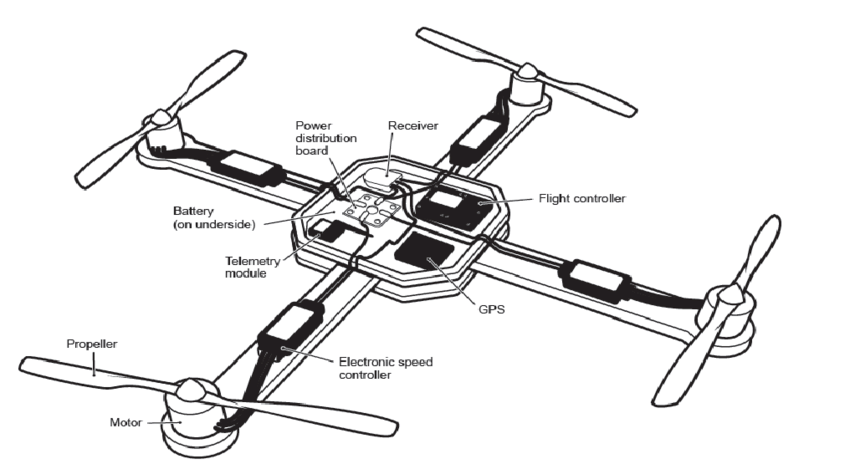 Power
distribution
board
Receiver
Flight controller
Battery
(on underside)
Telemetry
module
GPS
Propeller
Electronic speed
controller
Motor